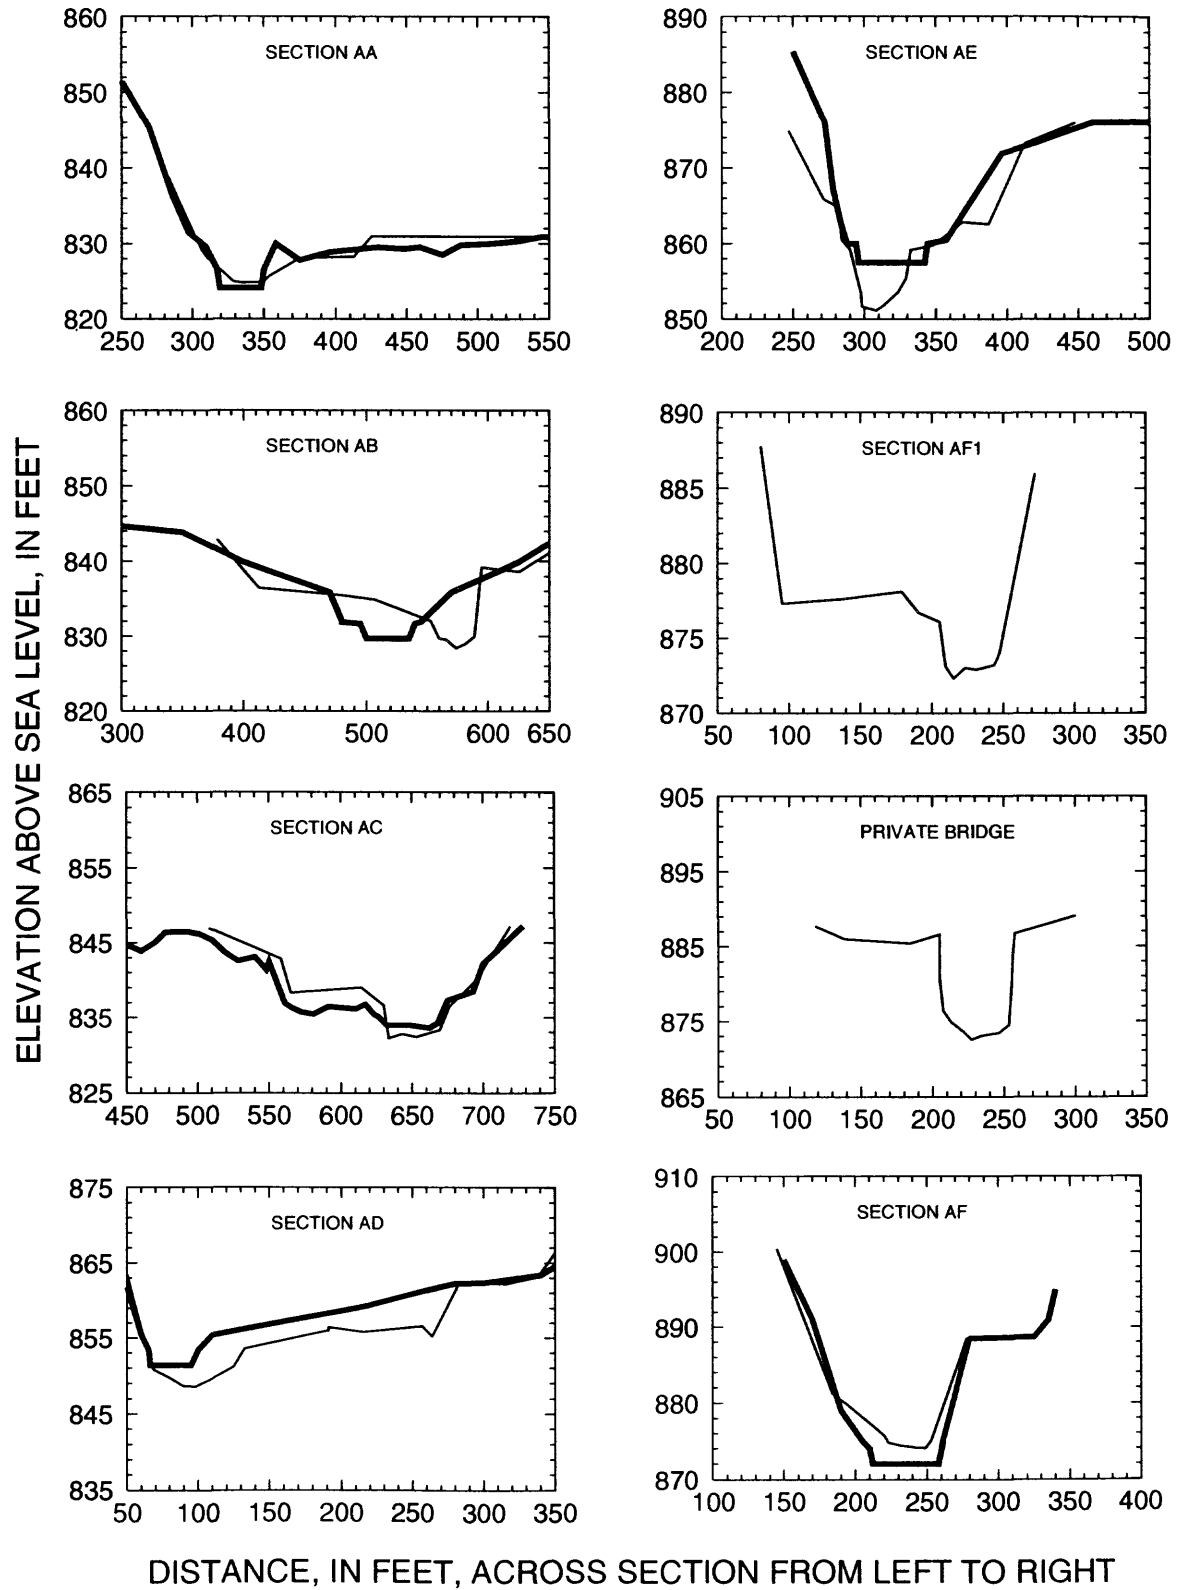 ELEVATION ABOVE SEA LEVEL, IN FEET
SECTION AA
860
850
840
830
820
250 300 350 400 450 500 550
SECTION AE
890
880
870
860
850
200 250 300 350 400 450 500
SECTION AB
860
850
840
830
820
300 400 500 600 650
SECTION AF1
890
885
880
875
870
50 100 150 200 250 300 350
SECTION AC
865
855
845
835
825
450 500 550 600 650 700 750
PRIVATE BRIDGE
905
895
885
875
865
50 100 150 200 250 300 350
SECTION AD
875
865
855
845
835
50 100 150 200 250 300 350
SECTION AF
910
900
890
880
870
100 150 200 250 300 350 400
DISTANCE, IN FEET, ACROSS SECTION FROM LEFT TO RIGHT